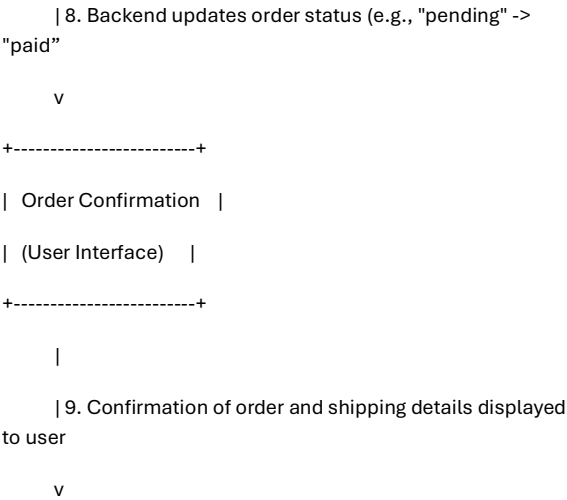 | 8. Backend updates order status (e.g., "pending" ->
"paid”
v
+-------------------------+
| Order Confirmation |
| (User Interface) |
+-------------------------+
|
| 9. Confirmation of order and shipping details displayed
to user
v